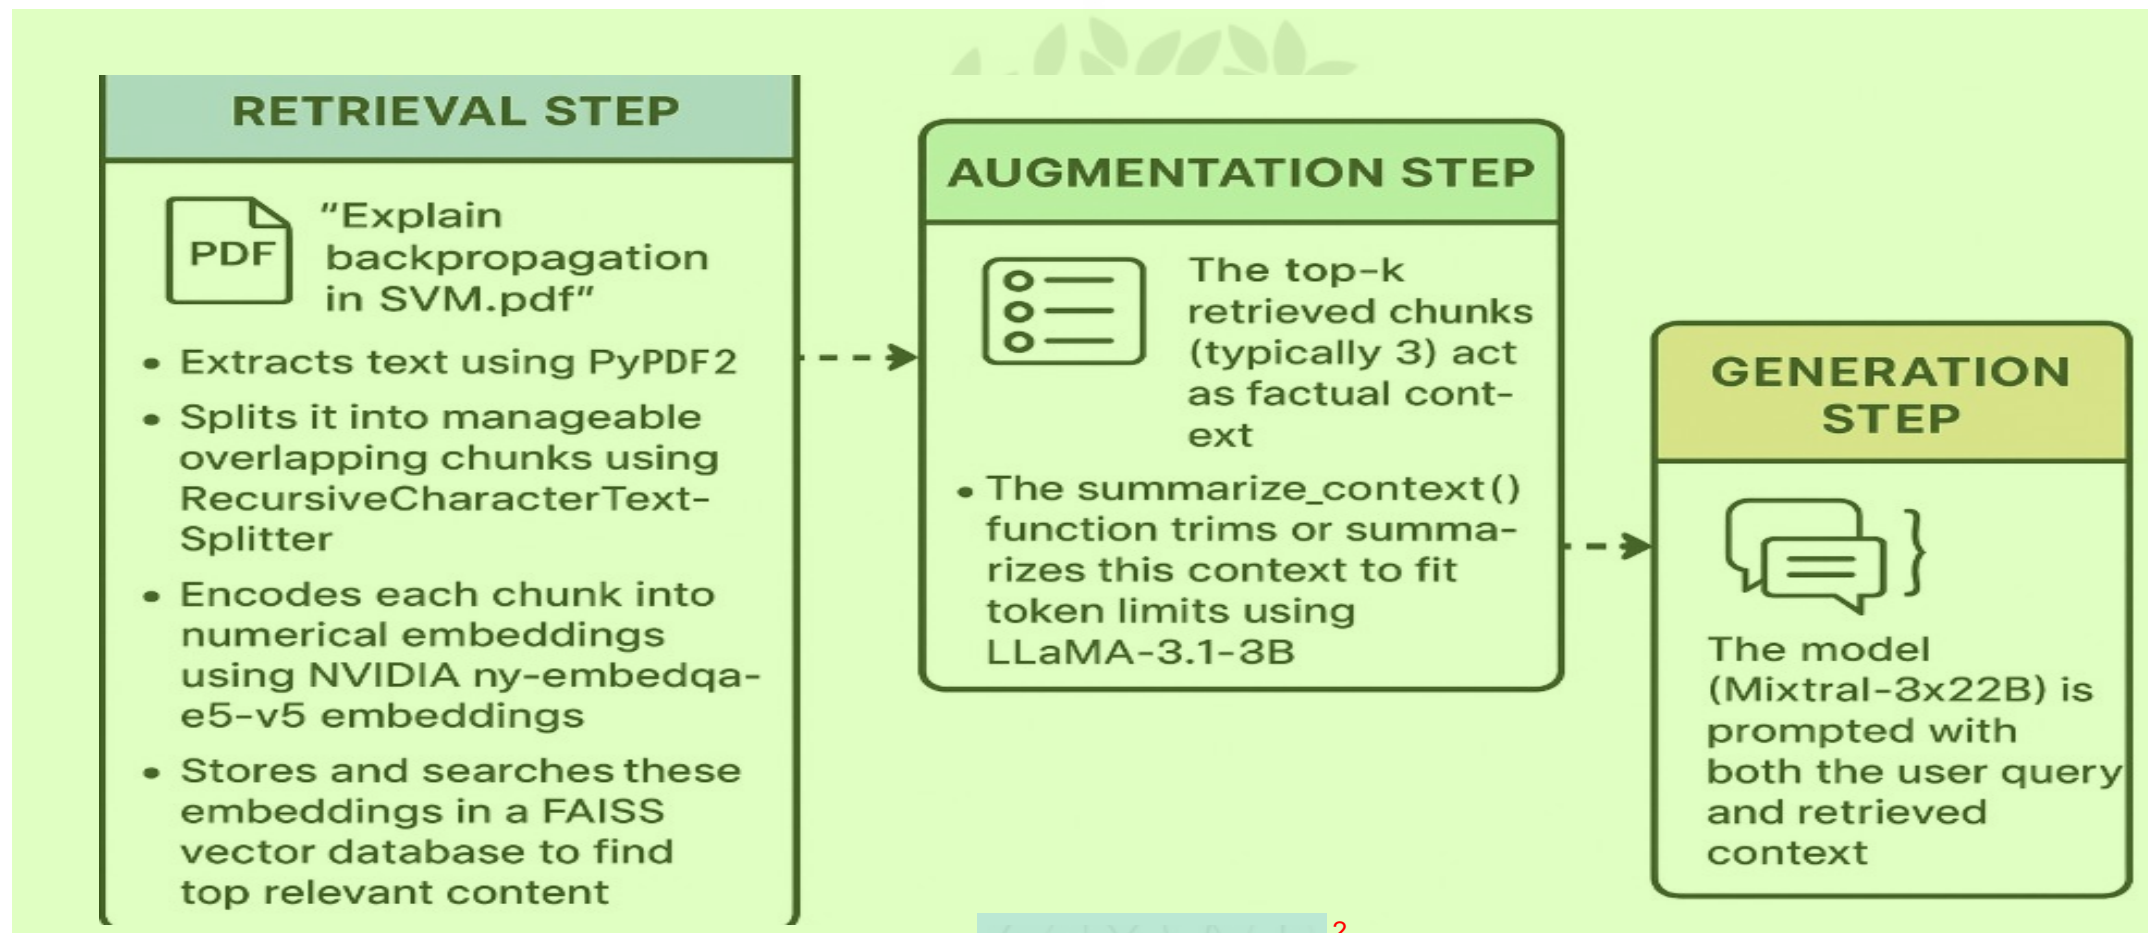 RETRIEVAL STEP
PDF
“Explain
backpropagation
in SVM.pdf”
• Extracts text using PyPDF2
• Splits it into manageable
overlapping chunks using
RecursiveCharacterText-
Splitter
• Encodes each chunk into
numerical embeddings
using NVIDIA ny-embedqa-
e5-v5 embeddings
• Stores and searches these
embeddings in a FAISS
vector database to find
top relevant content
AUGMENTATION STEP
The top-k
retrieved chunks
(typically 3) act
as factual cont-
ext
• The summarize_context()
function trims or summa-
rizes this context to fit
token limits using
LLaMA-3.1-3B
GENERATION
STEP
}
The model
(Mixtral-3x22B) is
prompted with
both the user query
and retrieved
context
2